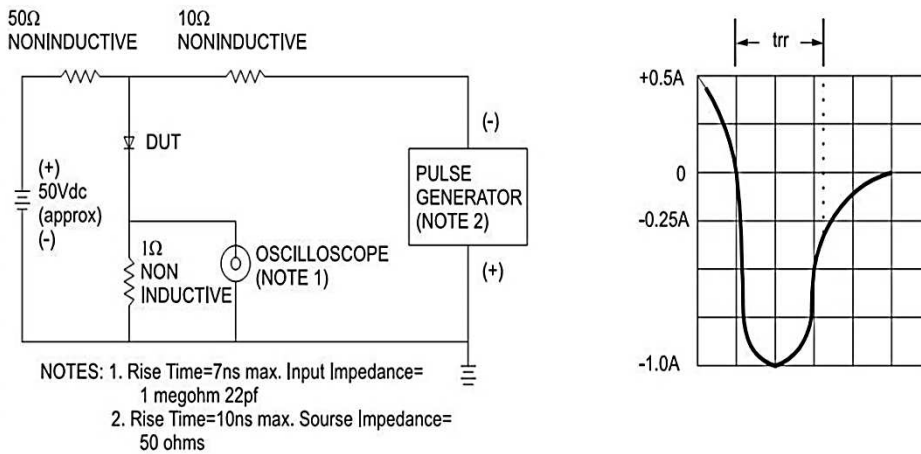 50Ω
NONINDUCTIVE
10Ω
NONINDUCTIVE
DUT
(+)
50Vdc
(approx)
(-)
1Ω
NON
INDUCTIVE
OSCILLOSCOPE
(NOTE 1)
(-)
PULSE
GENERATOR
(NOTE 2)
(+)
NOTES: 1. Rise Time=7ns max. Input Impedance=
1 megohm 22pf
2. Rise Time=10ns max. Sourse Impedance=
50 ohms
trr
+0.5A
0
-0.25A
-1.0A